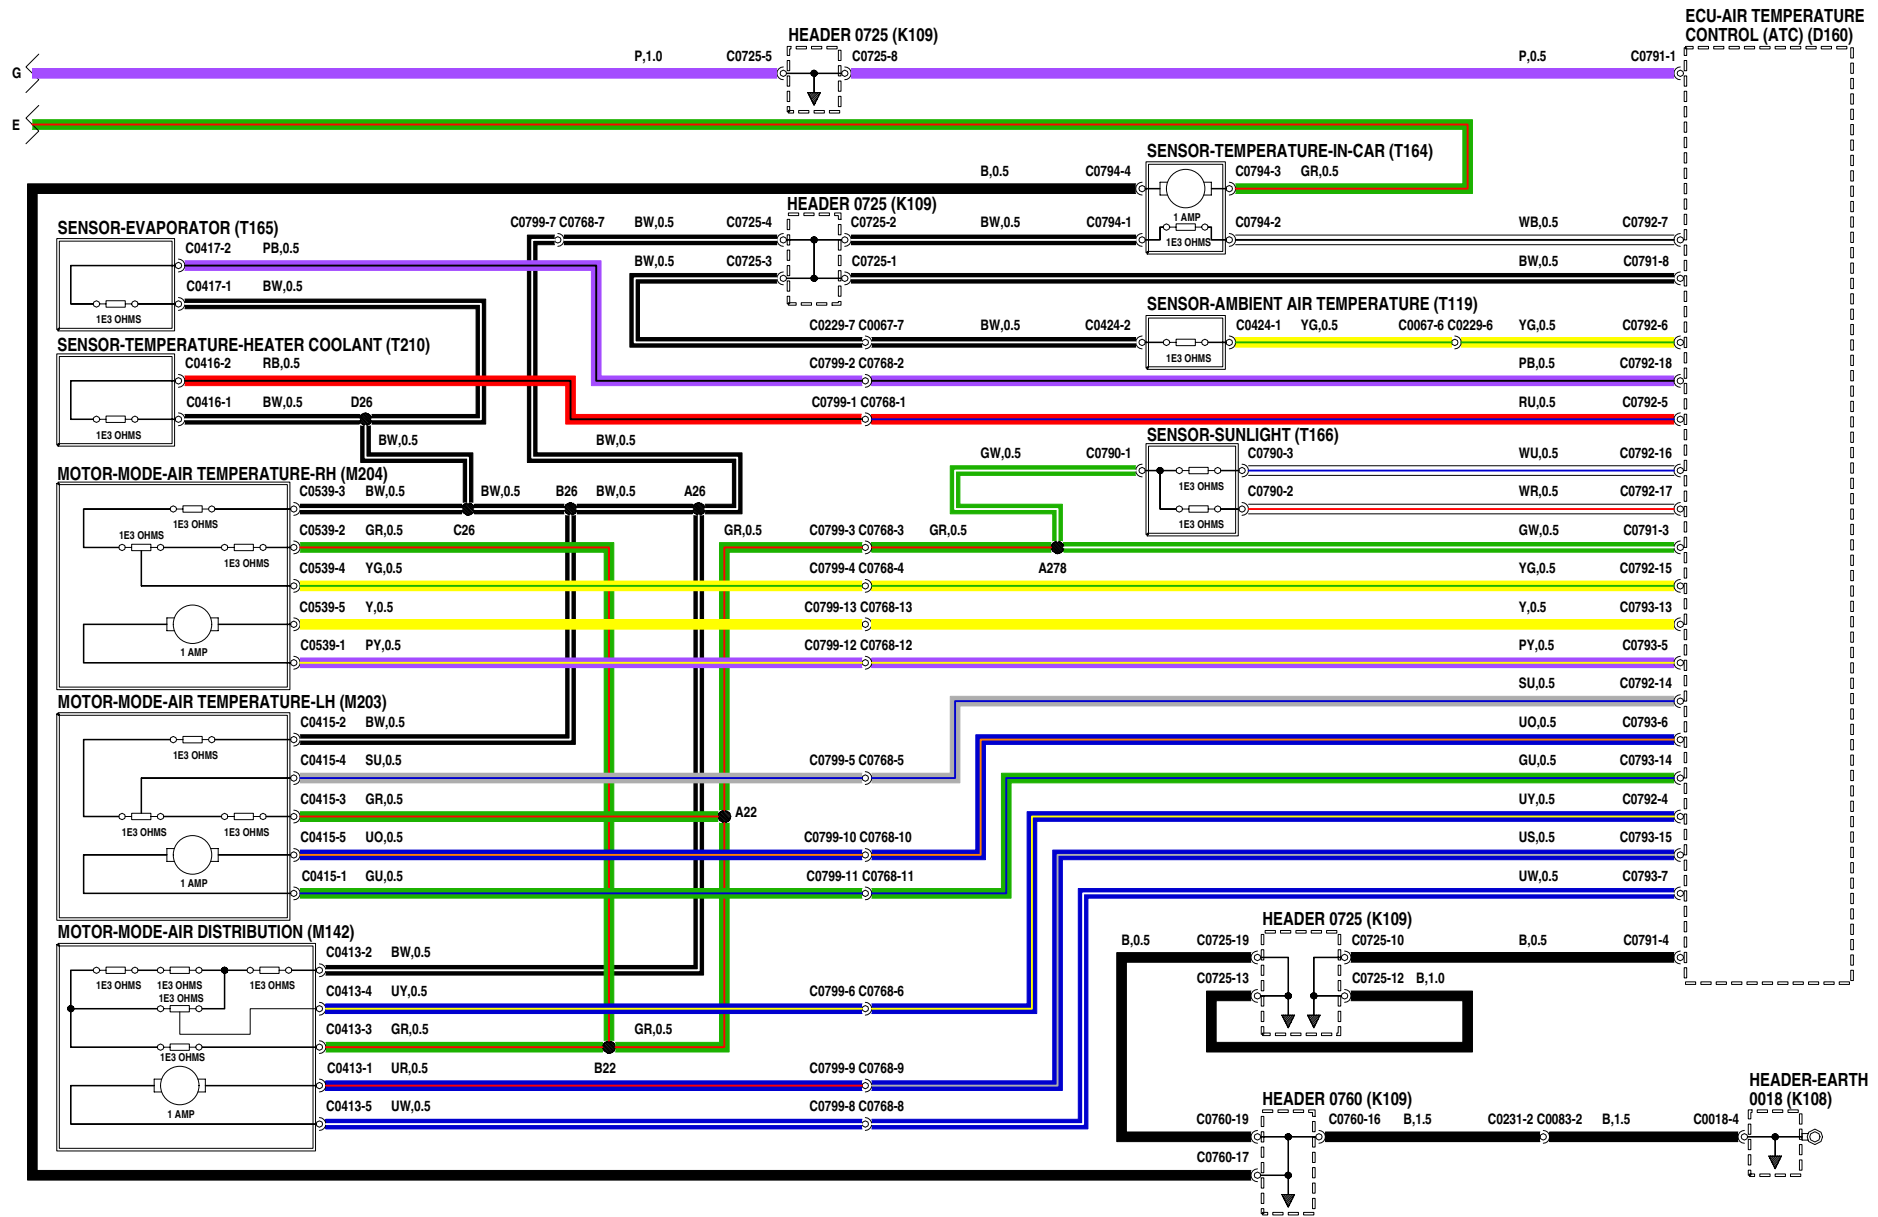 ECU-AIR TEMPERATURE
CONTROL (ATC) (D160)
HEADER 0725 (K109)
G
P,1.0
C0725-5
C0725-8
P,0.5
C0791-1
E
SENSOR-TEMPERATURE-IN-CAR (T164)
B,0.5
C0794-4
C0794-3
GR,0.5
1 AMP
1E3 OHMS
HEADER 0725 (K109)
C0799-7 C0768-7
BW,0.5
C0725-4
C0725-2
BW,0.5
C0794-1
C0794-2
WB,0.5
C0792-7
SENSOR-EVAPORATOR (T165)
C0417-2
PB,0.5
BW,0.5
C0725-3
C0725-1
BW,0.5
C0791-8
C0417-1
BW,0.5
1E3 OHMS
SENSOR-AMBIENT AIR TEMPERATURE (T119)
C0229-7 C0067-7
BW,0.5
C0424-2
C0424-1
YG,0.5
C0067-6 C0229-6
YG,0.5
C0792-6
1E3 OHMS
SENSOR-TEMPERATURE-HEATER COOLANT (T210)
C0416-2
RB,0.5
C0799-2 C0768-2
PB,0.5
C0792-18
C0416-1
BW,0.5
D26
C0799-1 C0768-1
RU,0.5
C0792-5
1E3 OHMS
BW,0.5
BW,0.5
SENSOR-SUNLIGHT (T166)
GW,0.5
C0790-1
C0790-3
WU,0.5
C0792-16
1E3 OHMS
C0790-2
WR,0.5
C0792-17
1E3 OHMS
MOTOR-MODE-AIR TEMPERATURE-RH (M204)
C0539-3
BW,0.5
BW,0.5
B26
BW,0.5
A26
1E3 OHMS
1E3 OHMS
1E3 OHMS
C0539-2
GR,0.5
C26
GR,0.5
C0799-3 C0768-3
GR,0.5
GW,0.5
C0791-3
C0539-4
YG,0.5
C0799-4 C0768-4
A278
YG,0.5
C0792-15
C0539-5
Y,0.5
C0799-13 C0768-13
Y,0.5
C0793-13
1 AMP
C0539-1
PY,0.5
C0799-12 C0768-12
PY,0.5
C0793-5
SU,0.5
C0792-14
MOTOR-MODE-AIR TEMPERATURE-LH (M203)
C0415-2
BW,0.5
UO,0.5
C0793-6
1E3 OHMS
C0415-4
SU,0.5
C0799-5 C0768-5
GU,0.5
C0793-14
C0415-3
GR,0.5
A22
UY,0.5
C0792-4
1E3 OHMS
1E3 OHMS
C0415-5
UO,0.5
C0799-10 C0768-10
US,0.5
C0793-15
1 AMP
C0415-1
GU,0.5
C0799-11 C0768-11
UW,0.5
C0793-7
MOTOR-MODE-AIR DISTRIBUTION (M142)
C0413-2
BW,0.5
1E3 OHMS
1E3 OHMS
1E3 OHMS
1E3 OHMS
C0413-4
UY,0.5
C0799-6 C0768-6
C0413-3
GR,0.5
GR,0.5
1E3 OHMS
C0413-1
UR,0.5
B22
C0799-9 C0768-9
1 AMP
C0413-5
UW,0.5
C0799-8 C0768-8
HEADER 0725 (K109)
B,0.5
C0725-19
C0725-10
B,0.5
C0791-4
C0725-13
C0725-12
B,1.0
HEADER 0760 (K109)
HEADER-EARTH
0018 (K108)
C0760-19
C0760-16
B,1.5
C0231-2 C0083-2
B,1.5
C0018-4
C0760-17